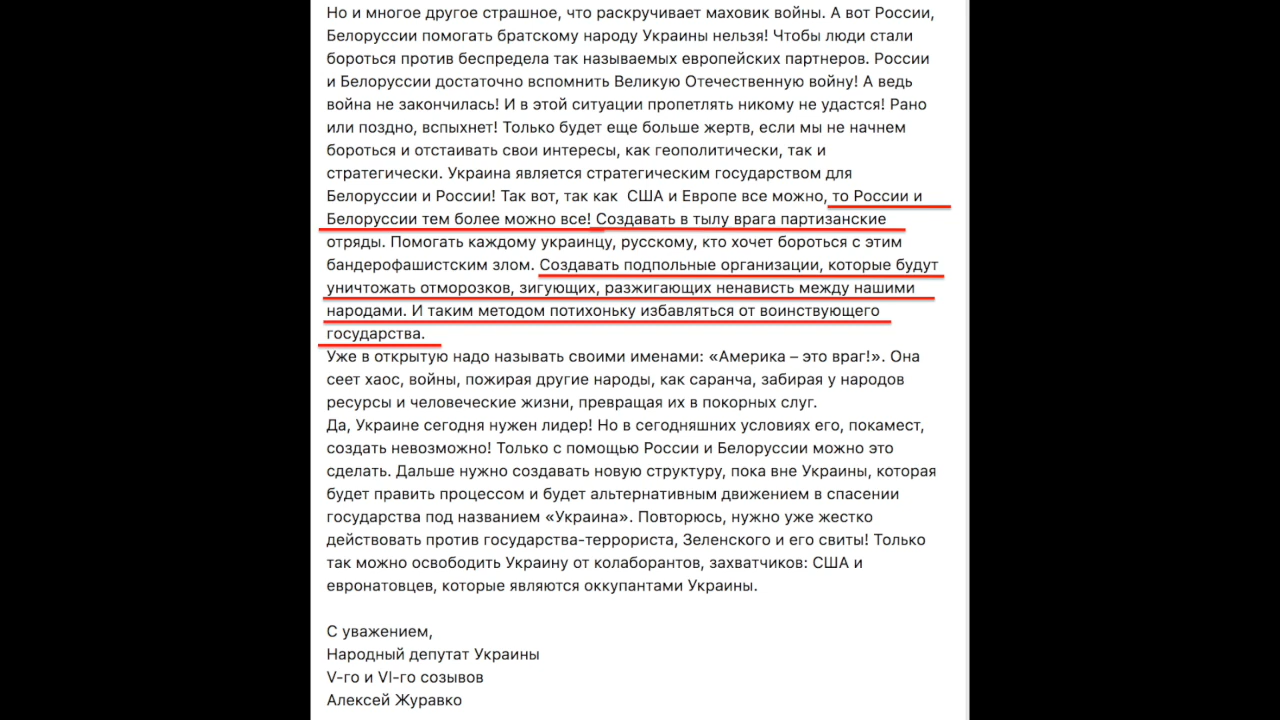 Но и многое другое страшное, что раскручивает маховик войны. А вот России,
Белоруссии помогать братскому народу Украины нельзя! Чтобы люди стали
бороться против беспредела так называемых европейских партнеров. России
и Белоруссии достаточно вспомнить Великую Отечественную войну! А ведь
война не закончилась! И в этой ситуации пропетлять никому не удастся! Рано
или поздно, вспыхнет! Только будет еще больше жертв, если мы не начнем
бороться и отстаивать свои интересы, как геополитически, так и
стратегически. Украина является стратегическим государством для
Белоруссии и России! Так вот, так как  США и Европе все можно, то России и
Белоруссии тем более можно все! Создавать в тылу врага партизанские
отряды. Помогать каждому украинцу, русскому, кто хочет бороться с этим
бандерофашистским злом. Создавать подпольные организации, которые будут
уничтожать отморозков, зигующих, разжигающих ненависть между нашими
народами. И таким методом потихоньку избавляться от воинствующего
государства.
Уже в открытую надо называть своими именами: «Америка – это враг!». Она
сеет хаос, войны, пожирая другие народы, как саранча, забирая у народов
ресурсы и человеческие жизни, превращая их в покорных слуг.
Да, Украине сегодня нужен лидер! Но в сегодняшних условиях его, покамест,
создать невозможно! Только с помощью России и Белоруссии можно это
сделать. Дальше нужно создавать новую структуру, пока вне Украины, которая
будет править процессом и будет альтернативным движением в спасении
государства под названием «Украина». Повторюсь, нужно уже жестко
действовать против государства-террориста, Зеленского и его свиты! Только
так можно освободить Украину от колаборантов, захватчиков: США и
евронатовцев, которые являются оккупантами Украины.
С уважением,
Народный депутат Украины
V-го и VI-го созывов
Алексей Журавко